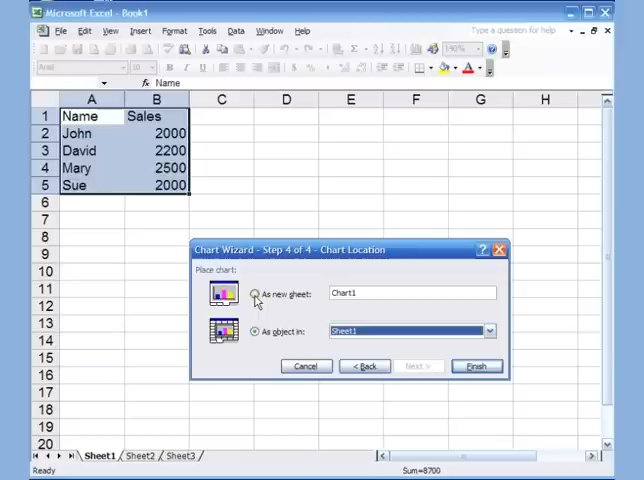 Microsoft Excel - Book1
File Edit View Insert Format Tools Data Window Help
Type a question for help
Σ
190%
Arial
10
B I U
$ %
A
fx Name
A B C D E F G H
1 Name Sales
2 John 2000
3 David 2200
4 Mary 2500
5 Sue 2000
6
7
8
9
10
11
12
13
14
15
16
17
18
19
20
Chart Wizard - Step 4 of 4 - Chart Location
Place chart:
As new sheet: Chart1
As object in: Sheet1
Cancel < Back Next > Finish
Sheet1 Sheet2 Sheet3
Ready
Sum=8700